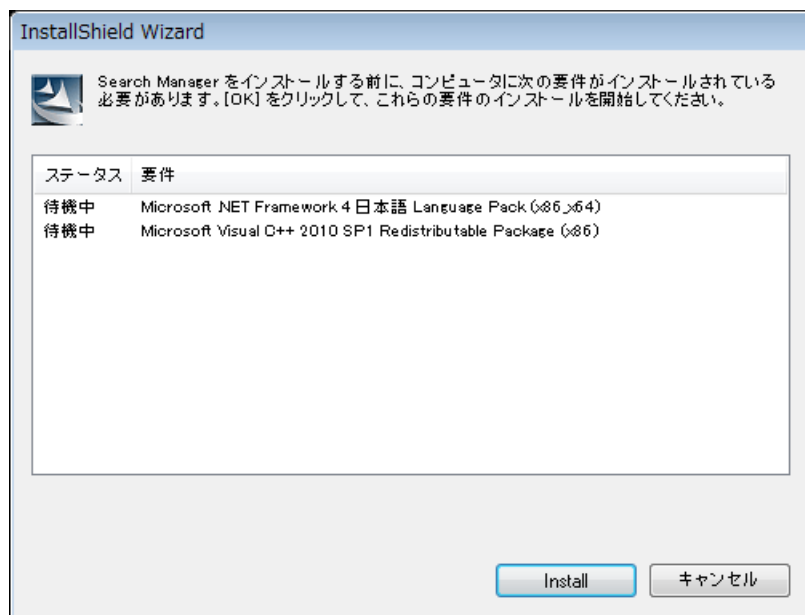 InstallShield Wizard
Search Manager をインストールする前に、コンピュータに次の要件がインストールされている
必要があります。[OK] をクリックして、これらの要件のインストールを開始してください。
ステータス 要件
待機中 Microsoft .NET Framework 4 日本語 Language Pack (x86_x64)
待機中 Microsoft Visual C++ 2010 SP1 Redistributable Package (x86)
Install キャンセル